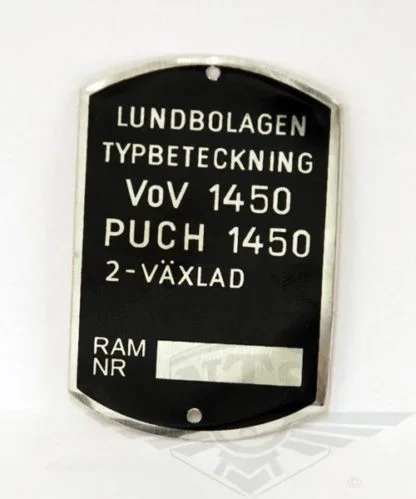 LUNDBOLAGEN
TYPBETECKNING
VoV 1450
PUCH 1450
2-VÄXLAD
RAM
NR